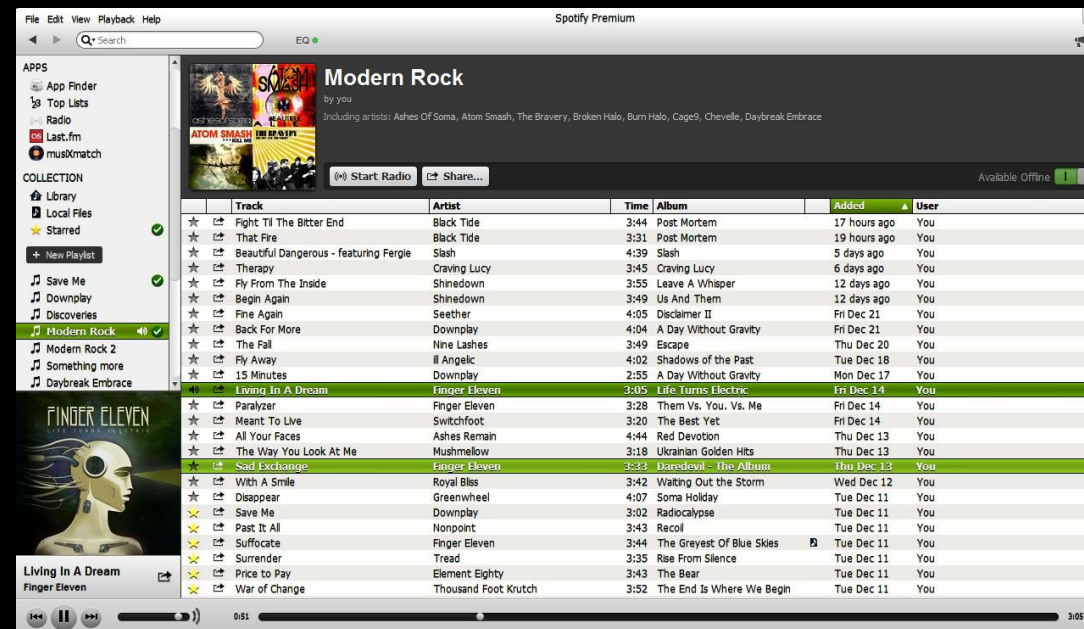 Spotify Premium
File Edit View Playback Help
Search
EQ
APPS
App Finder
Top Lists
Radio
Last.fm
musiXmatch
COLLECTION
Library
Local Files
Starred
+ New Playlist
Save Me
Downplay
Discoveries
Modern Rock
Modern Rock 2
Something more
Daybreak Embrace
FINGER ELEVEN
LIFE TURNS ELECTRIC
Living In A Dream
Finger Eleven
ashes of soma
ATOM SMASH
BEAUTIFUL
ATOM SMASH
KILL ME
THE BRAVERY
Modern Rock
by you
Including artists: Ashes Of Soma, Atom Smash, The Bravery, Broken Halo, Burn Halo, Cage9, Chevelle, Daybreak Embrace
Start Radio Share...
Available Offline
Track Artist Time Album Added User
Fight Til The Bitter End Black Tide 3:44 Post Mortem 17 hours ago You
That Fire Black Tide 3:31 Post Mortem 19 hours ago You
Beautiful Dangerous - featuring Fergie Slash 4:39 Slash 5 days ago You
Therapy Craving Lucy 3:45 Craving Lucy 6 days ago You
Fly From The Inside Shinedown 3:55 Leave A Whisper 12 days ago You
Begin Again Shinedown 3:49 Us And Them 12 days ago You
Fine Again Seether 4:05 Disclaimer II Fri Dec 21 You
Back For More Downplay 4:04 A Day Without Gravity Fri Dec 21 You
The Fall Nine Lashes 3:49 Escape Thu Dec 20 You
Fly Away ill Angelic 4:02 Shadows of the Past Tue Dec 18 You
15 Minutes Downplay 2:55 A Day Without Gravity Mon Dec 17 You
Living In A Dream Finger Eleven 3:05 Life Turns Electric Fri Dec 14 You
Paralyzer Finger Eleven 3:28 Them Vs. You. Vs. Me Fri Dec 14 You
Meant To Live Switchfoot 3:20 The Best Yet Fri Dec 14 You
All Your Faces Ashes Remain 4:44 Red Devotion Thu Dec 13 You
The Way You Look At Me Mushmellow 3:18 Ukrainian Golden Hits Thu Dec 13 You
Sad Exchange Finger Eleven 3:33 Daredevil - The Album Thu Dec 13 You
With A Smile Royal Bliss 3:42 Waiting Out the Storm Wed Dec 12 You
Disappear Greenwheel 4:07 Soma Holiday Tue Dec 11 You
Save Me Downplay 3:02 Radiocalypse Tue Dec 11 You
Past It All Nonpoint 3:43 Recoil Tue Dec 11 You
Suffocate Finger Eleven 3:44 The Greyest Of Blue Skies Tue Dec 11 You
Surrender Tread 3:35 Rise From Silence Tue Dec 11 You
Price to Pay Element Eighty 3:43 The Bear Tue Dec 11 You
War of Change Thousand Foot Krutch 3:52 The End Is Where We Begin Tue Dec 11 You
0:51 3:05